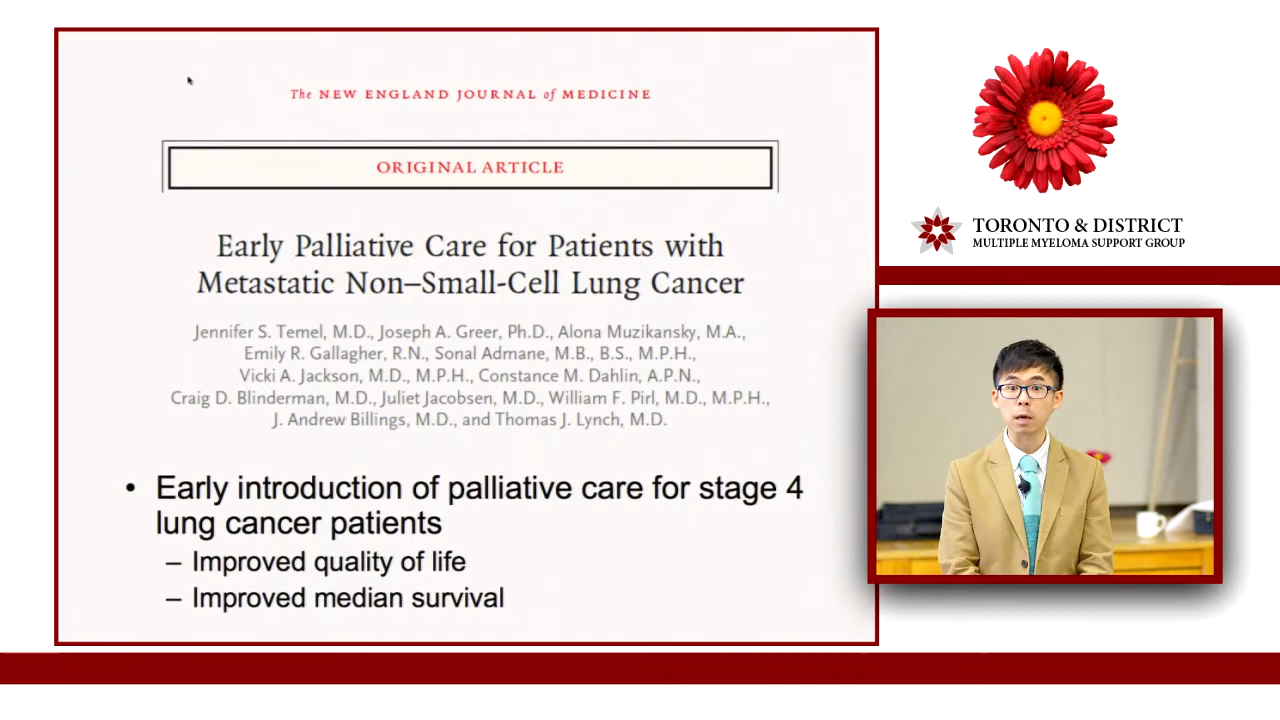 The NEW ENGLAND JOURNAL of MEDICINE
ORIGINAL ARTICLE
Early Palliative Care for Patients with
Metastatic Non–Small-Cell Lung Cancer
Jennifer S. Temel, M.D., Joseph A. Greer, Ph.D., Alona Muzikansky, M.A.,
Emily R. Gallagher, R.N., Sonal Admane, M.B., B.S., M.P.H.,
Vicki A. Jackson, M.D., M.P.H., Constance M. Dahlin, A.P.N.,
Craig D. Blinderman, M.D., Juliet Jacobsen, M.D., William F. Pirl, M.D., M.P.H.,
J. Andrew Billings, M.D., and Thomas J. Lynch, M.D.
• Early introduction of palliative care for stage 4
lung cancer patients
– Improved quality of life
– Improved median survival
TORONTO & DISTRICT
MULTIPLE MYELOMA SUPPORT GROUP